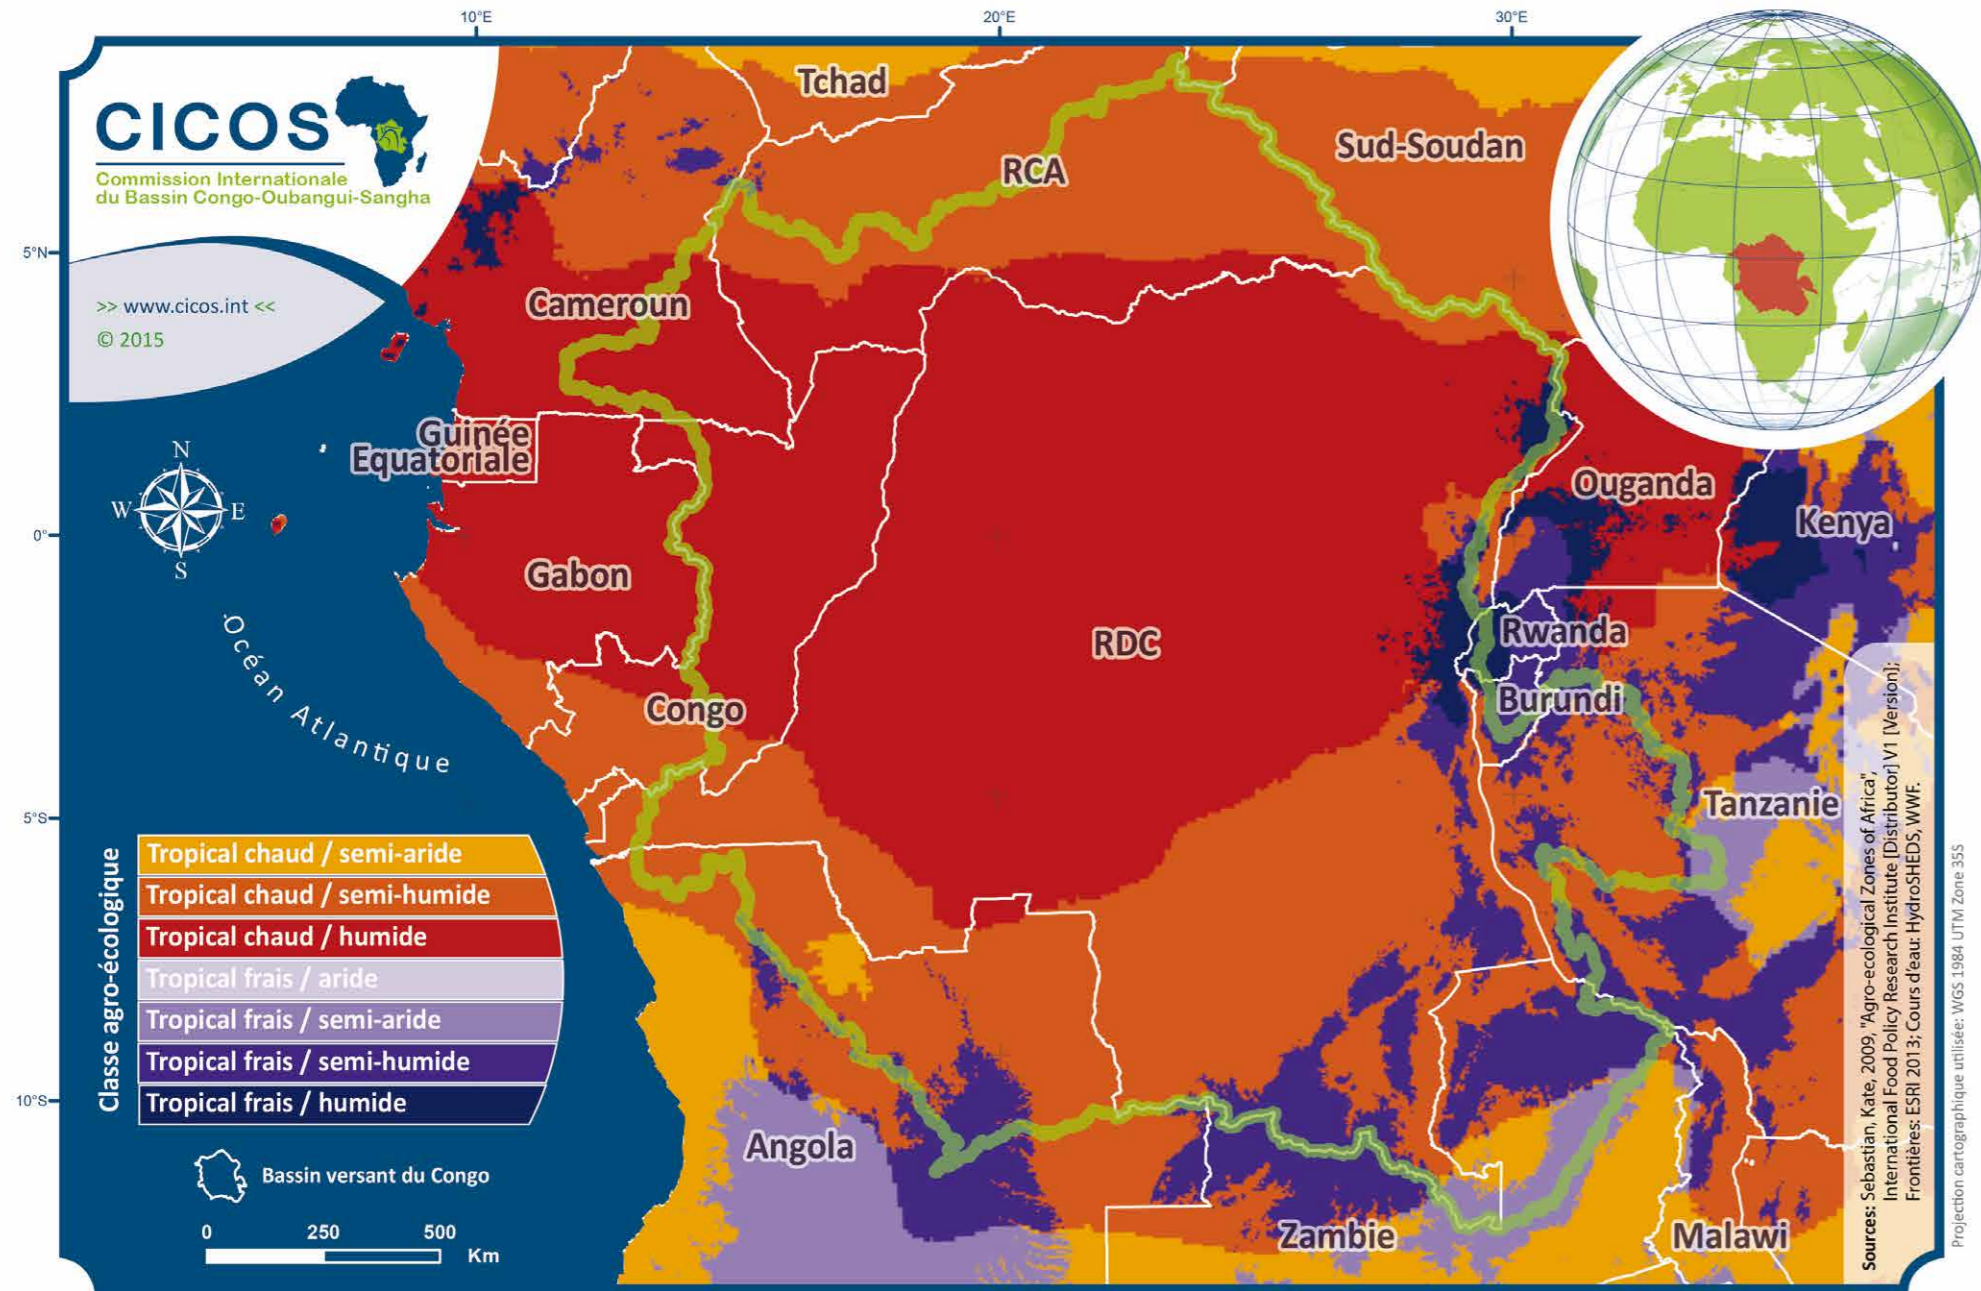 10°E
20°E
30°E
CICOS
Commission Internationale
du Bassin Congo-Oubangui-Sangha
>> www.cicos.int <<
© 2015
Tchad
RCA
Sud-Soudan
5°N
Cameroun
Guinée
Equatoriale
N
W
E
S
0°
Gabon
Ouganda
Kenya
RDC
Rwanda
Burundi
Congo
Océan Atlantique
Tanzanie
5°S
Classe agro-écologique
Tropical chaud / semi-aride
Tropical chaud / semi-humide
Tropical chaud / humide
Tropical frais / aride
Tropical frais / semi-aride
Tropical frais / semi-humide
Tropical frais / humide
10°S
Angola
Zambie
Malawi
Bassin versant du Congo
0
250
500
Km
Sources: Sebastian, Kate, 2009, "Agro-ecological Zones of Africa",
International Food Policy Research Institute [Distributor] V1 [Version];
Frontières: ESRI 2013; Cours d'eau: HydroSHEDS, WWF.
Projection cartographique utilisée: WGS 1984 UTM Zone 35S